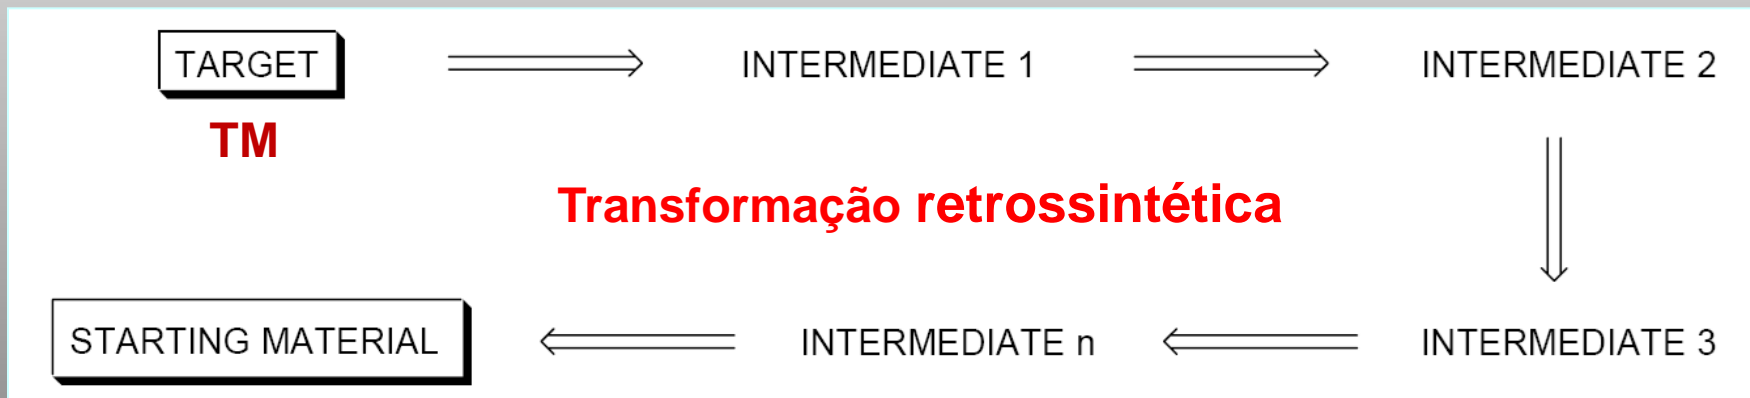 TARGET INTERMEDIATE 1 INTERMEDIATE 2
TM
Transformação retrossintética
STARTING MATERIAL INTERMEDIATE n INTERMEDIATE 3